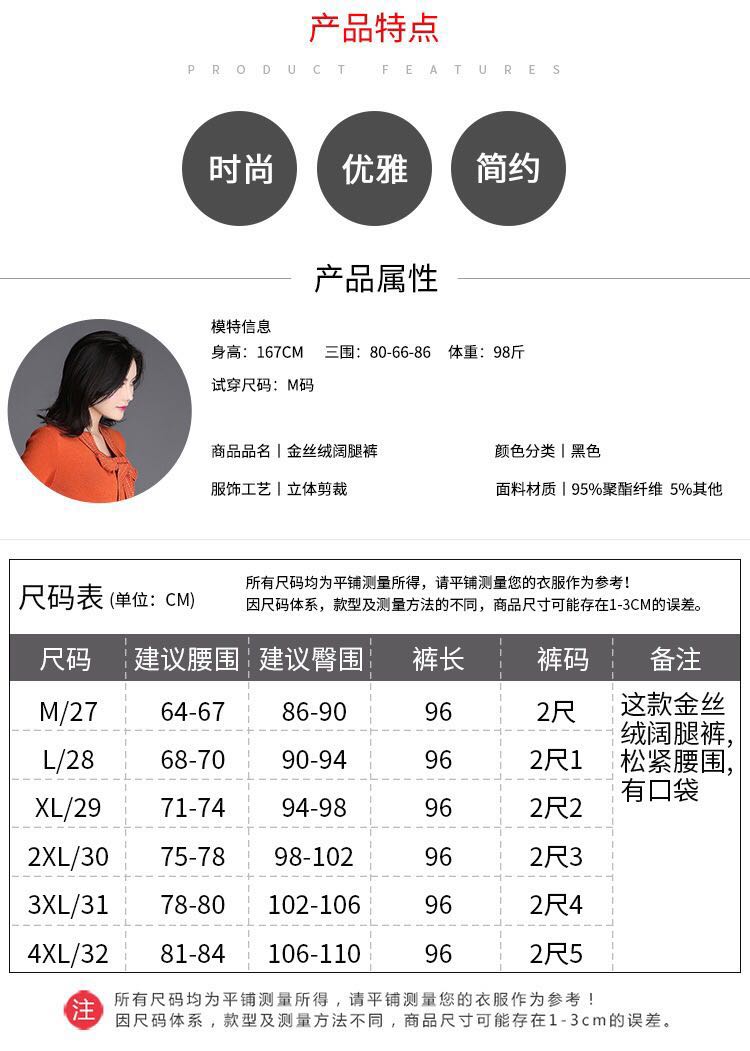 产品特点
PRODUCT FEATURES
时尚 优雅 简约
产品属性
模特信息
身高：167CM 三围：80-66-86 体重：98斤
试穿尺码：M码
商品品名丨金丝绒阔腿裤 颜色分类丨黑色
服饰工艺丨立体剪裁 面料材质丨95%聚酯纤维 5%其他
尺码表 (单位：CM)
所有尺码均为平铺测量所得，请平铺测量您的衣服作为参考！
因尺码体系，款型及测量方法的不同，商品尺寸可能存在1-3CM的误差。
尺码 建议腰围 建议臀围 裤长 裤码 备注
M/27 64-67 86-90 96 2尺
L/28 68-70 90-94 96 2尺1
XL/29 71-74 94-98 96 2尺2
2XL/30 75-78 98-102 96 2尺3
3XL/31 78-80 102-106 96 2尺4
4XL/32 81-84 106-110 96 2尺5
这款金丝
绒阔腿裤,
松紧腰围,
有口袋
注
所有尺码均为平铺测量所得，请平铺测量您的衣服作为参考！
因尺码体系，款型及测量方法不同，商品尺寸可能存在1-3cm的误差。